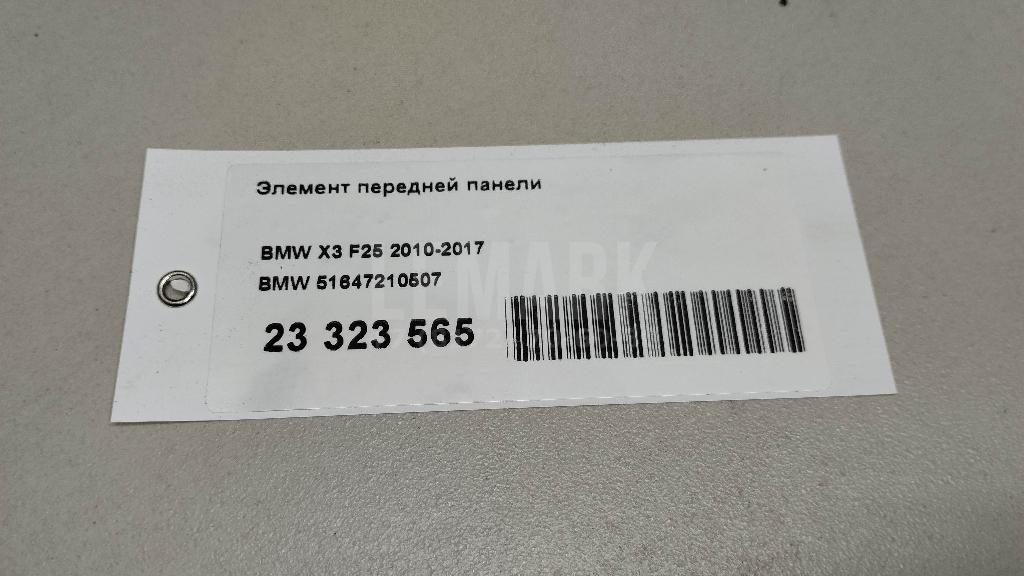 Элемент передней панели
BMW X3 F25 2010-2017
BMW 51647210507
23 323 565